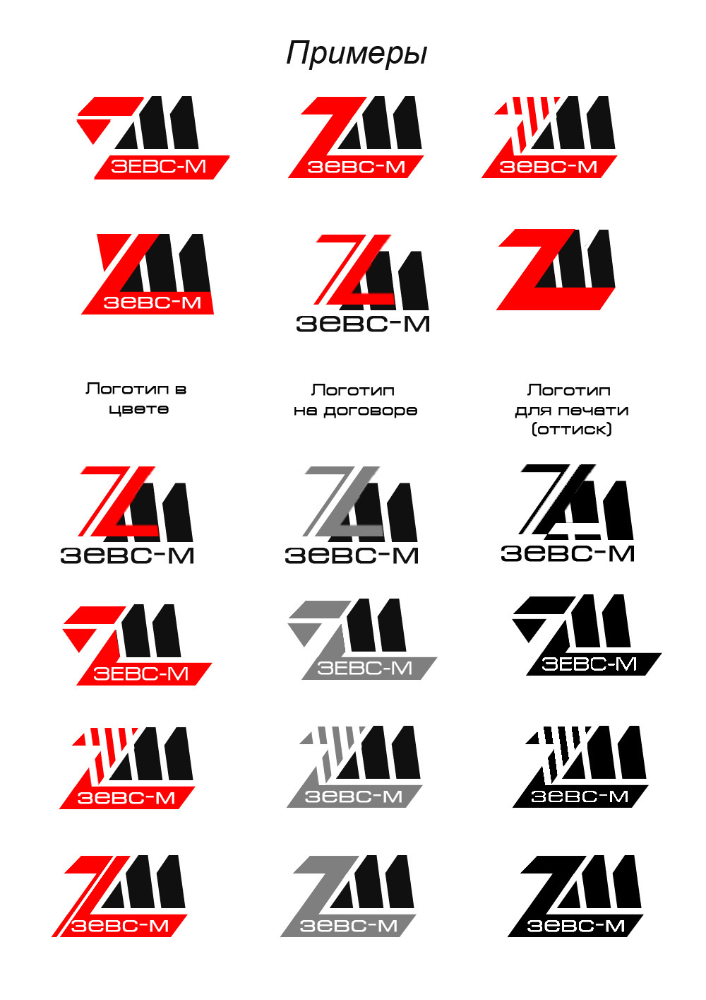 Примеры
ЗЕВС-М
зевс-м
зевс-м
зевс-м
зевс-м
Логотип в
цвете
Логотип
на договоре
Логотип
для печати
(оттиск)
зевс-м
зевс-м
зевс-м
ЗЕВС-М
ЗЕВС-М
ЗЕВС-М
зевс-м
зевс-м
зевс-м
зевс-м
зевс-м
зевс-м